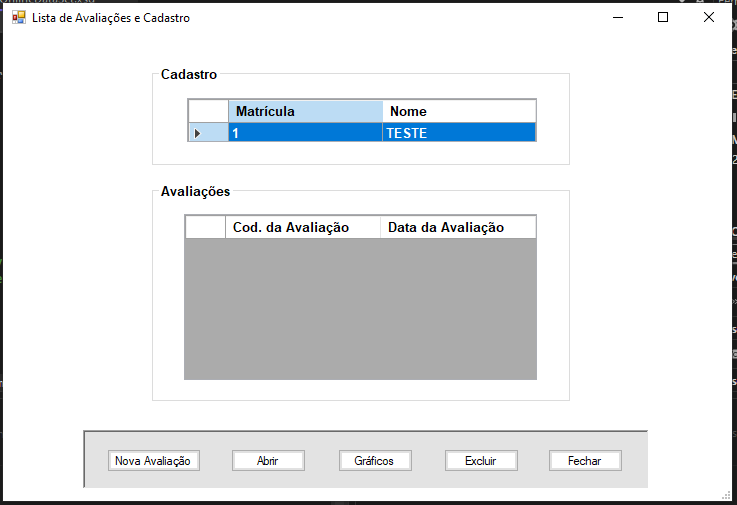 Lista de Avaliações e Cadastro
Cadastro
Matrícula Nome
1 TESTE
Avaliações
Cod. da Avaliação Data da Avaliação
Nova Avaliação Abrir Gráficos Excluir Fechar